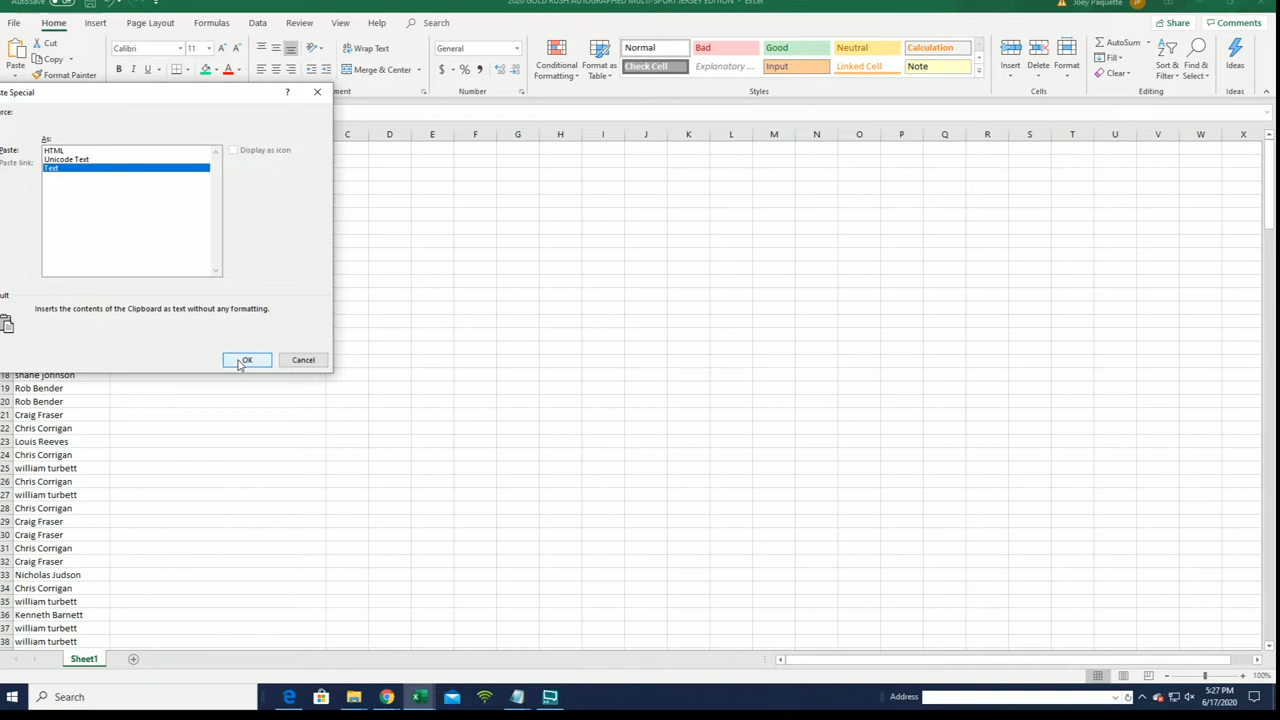 AutoSave
2020 GOLD RUSH AUTOGRAPHED MULTI-SPORT JERSEY EDITION - Excel
Joey Paquette
JP
File Home Insert Page Layout Formulas Data Review View Help Search
Share Comments
Paste
Cut
Copy
Format Painter
Calibri 11
B I U
Wrap Text
Merge & Center
General
$ % 9
Conditional Formatting
Format as Table
Normal Bad Good Neutral Calculation
Check Cell Explanatory ... Input Linked Cell Note
Insert Delete Format
AutoSum
Fill
Clear
Sort & Filter
Find & Select
Ideas
Alignment Number Styles Cells Editing Ideas
ste Special
? 
rce:
As:
Paste:
Paste link:
HTML
Unicode Text
Text
Display as icon
ult
Inserts the contents of the Clipboard as text without any formatting.
OK Cancel
C D E F G H I J K L M N O P Q R S T U V W X
18 shane Johnson
19 Rob Bender
20 Rob Bender
21 Craig Fraser
22 Chris Corrigan
23 Louis Reeves
24 Chris Corrigan
25 william turbett
26 Chris Corrigan
27 william turbett
28 Chris Corrigan
29 Craig Fraser
30 Craig Fraser
31 Chris Corrigan
32 Craig Fraser
33 Nicholas Judson
34 Chris Corrigan
35 william turbett
36 Kenneth Barnett
37 william turbett
38 william turbett
Sheet1
100%
Search
Address
5:27 PM
6/17/2020